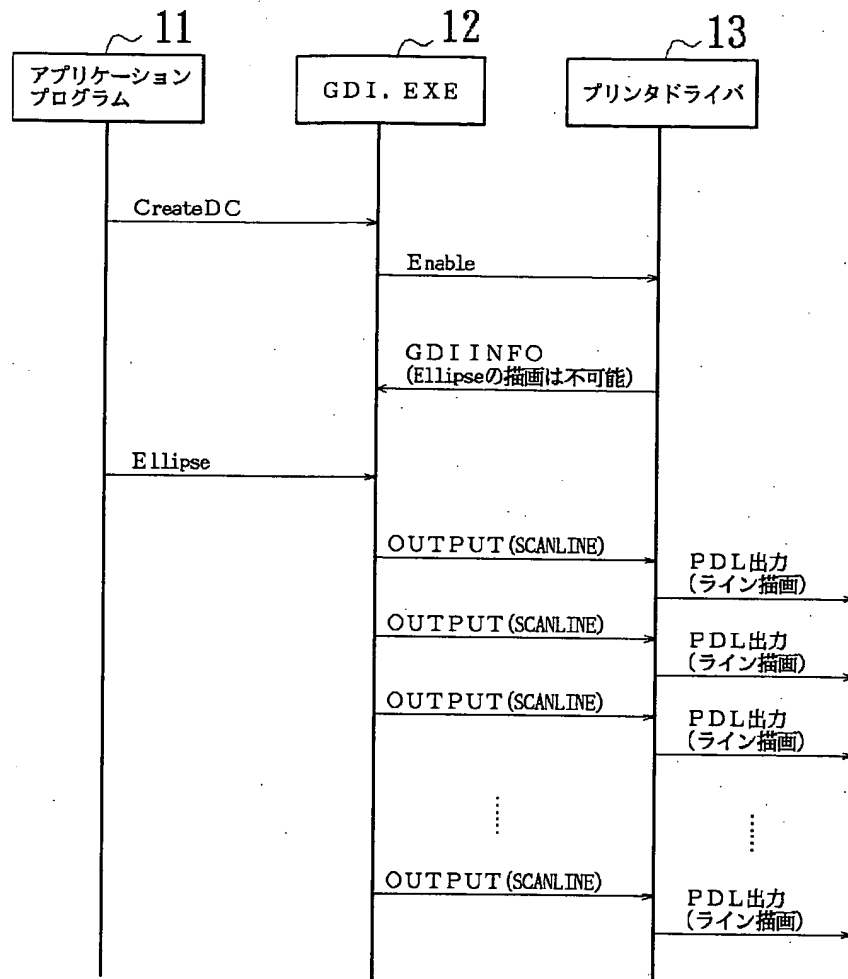 11
12
13
アプリケーション
プログラム
ＧＤＩ．ＥＸＥ
プリンタドライバ
CreateDC
Enable
ＧＤＩＩＮＦＯ
(Ellipseの描画は不可能)
Ellipse
ＯＵＴＰＵＴ(SCANLINE)
ＰＤＬ出力
(ライン描画)
ＯＵＴＰＵＴ(SCANLINE)
ＰＤＬ出力
(ライン描画)
ＯＵＴＰＵＴ(SCANLINE)
ＰＤＬ出力
(ライン描画)
ＯＵＴＰＵＴ(SCANLINE)
ＰＤＬ出力
(ライン描画)